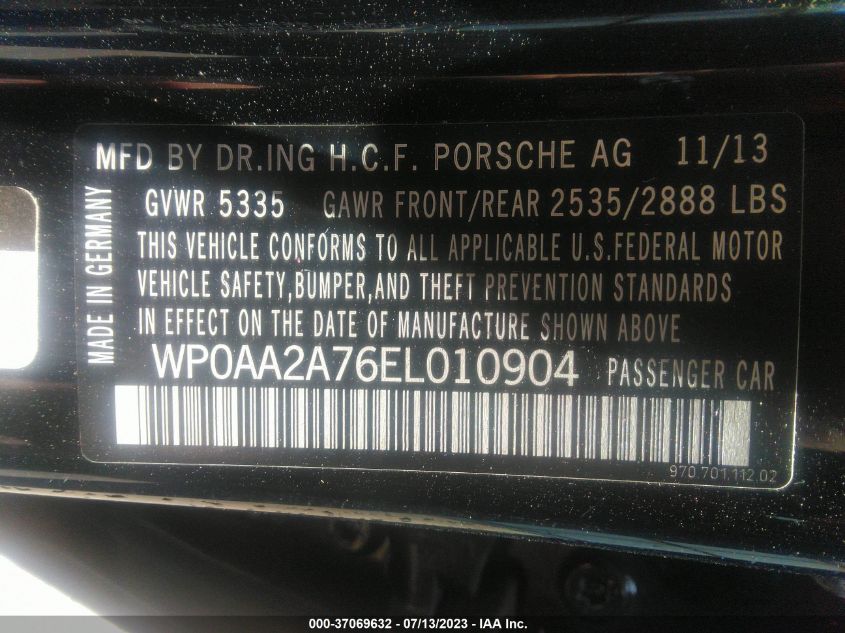 MFD BY DR.ING H.C.F. PORSCHE AG 11/13
GVWR 5335 GAWR FRONT/REAR 2535/2888 LBS
THIS VEHICLE CONFORMS TO ALL APPLICABLE U.S.FEDERAL MOTOR
VEHICLE SAFETY,BUMPER,AND THEFT PREVENTION STANDARDS
IN EFFECT ON THE DATE OF MANUFACTURE SHOWN ABOVE
MADE IN GERMANY
WP0AA2A76EL010904 PASSENGER CAR
970.701.112.02
000-37069632 - 07/13/2023 - IAA Inc.